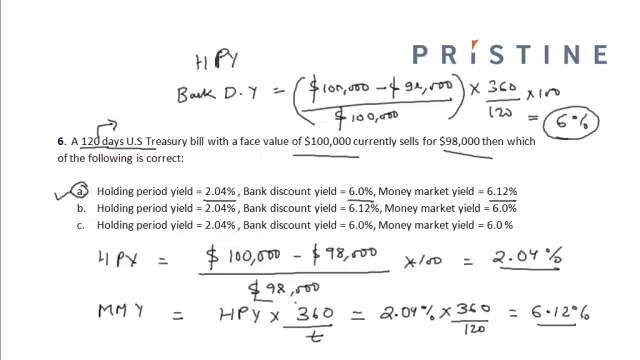 PRISTINE
HPY
Bank D.Y = ($100,000 - $98,000 / $100,000) × 360/120 × 100 = 6%
6. A 120 days U.S Treasury bill with a face value of $100,000 currently sells for $98,000 then which
of the following is correct:
a. Holding period yield = 2.04%, Bank discount yield = 6.0%, Money market yield = 6.12%
b. Holding period yield = 2.04%, Bank discount yield = 6.12%, Money market yield = 6.0%
c. Holding period yield = 2.04%, Bank discount yield = 6.0%, Money market yield = 6.0%
HPY = $100,000 - $98,000 / $98,000 × 100 = 2.04%
MMY = HPY × 360/t = 2.04% × 360/120 = 6.12%